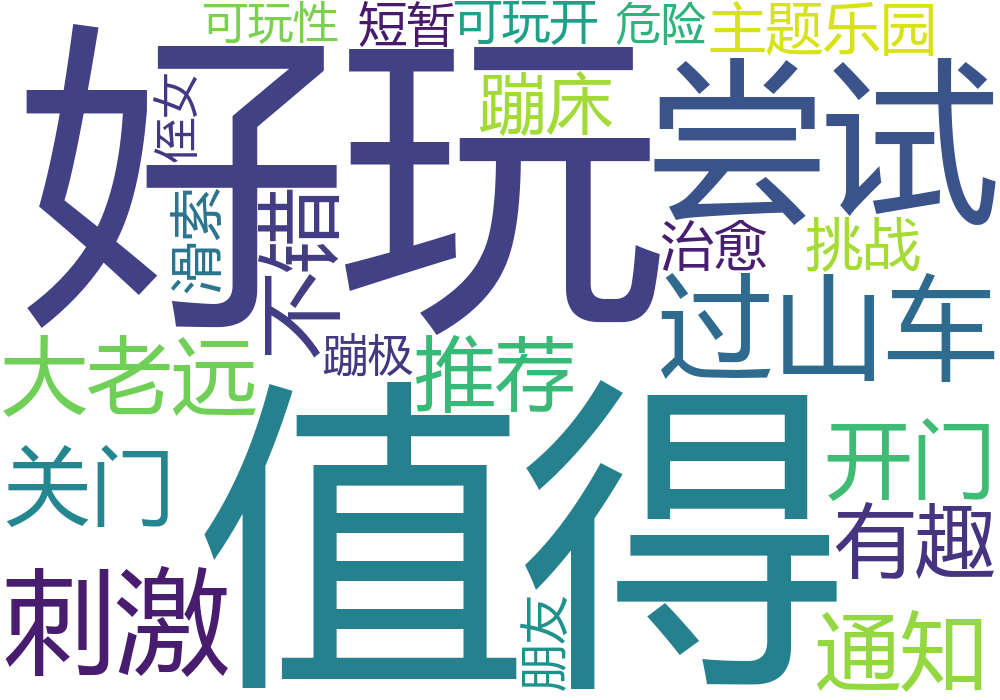 可玩性
短暂
可玩开
危险
主题乐园
好玩
侄女
蹦床
尝试
滑索
不错
治愈
挑战
过山车
大老远
蹦极
推荐
关门
值得
开门
有趣
刺激
朋友
通知